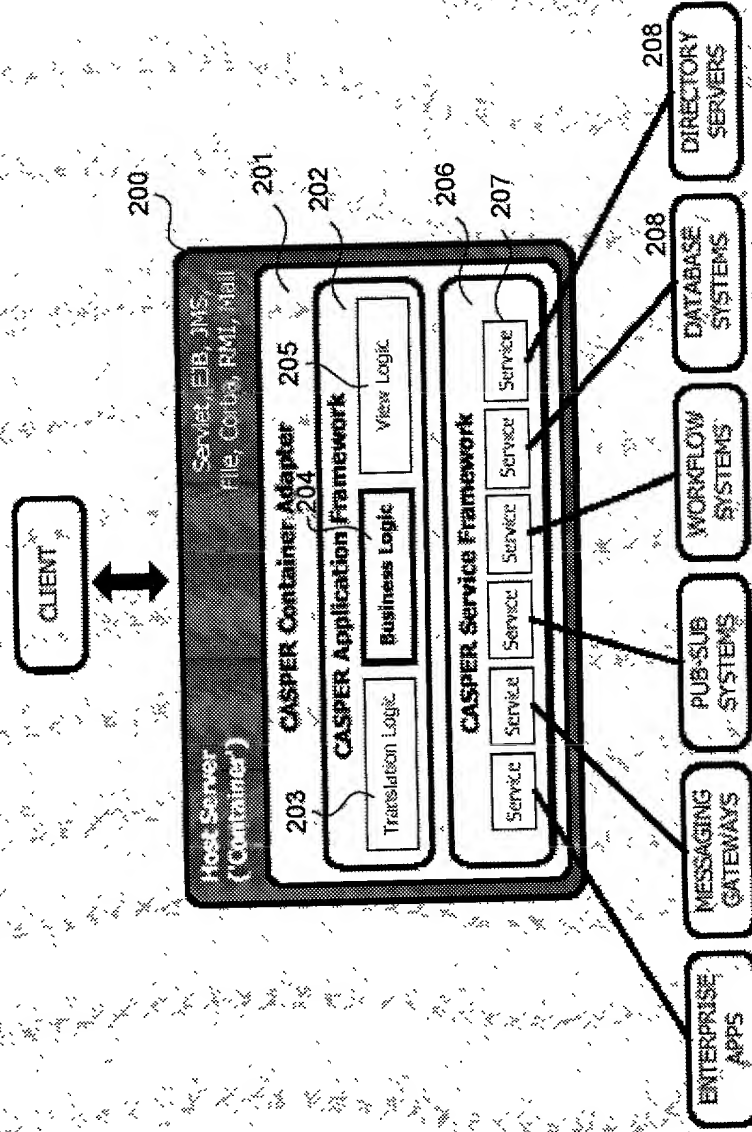 CLIENT
200
Host Server
('Container')
Servlet, EJB, JMS,
File, Corba, RMI, Mail
201
CASPER Container Adapter
202
CASPER Application Framework
203
Translation Logic
204
Business Logic
205
View Logic
206
CASPER Service Framework
207
Service
Service
Service
Service
Service
Service
ENTERPRISE
APPS
MESSAGING
GATEWAYS
PUB-SUB
SYSTEMS
WORKFLOW
SYSTEMS
208
DATABASE
SYSTEMS
208
DIRECTORY
SERVERS